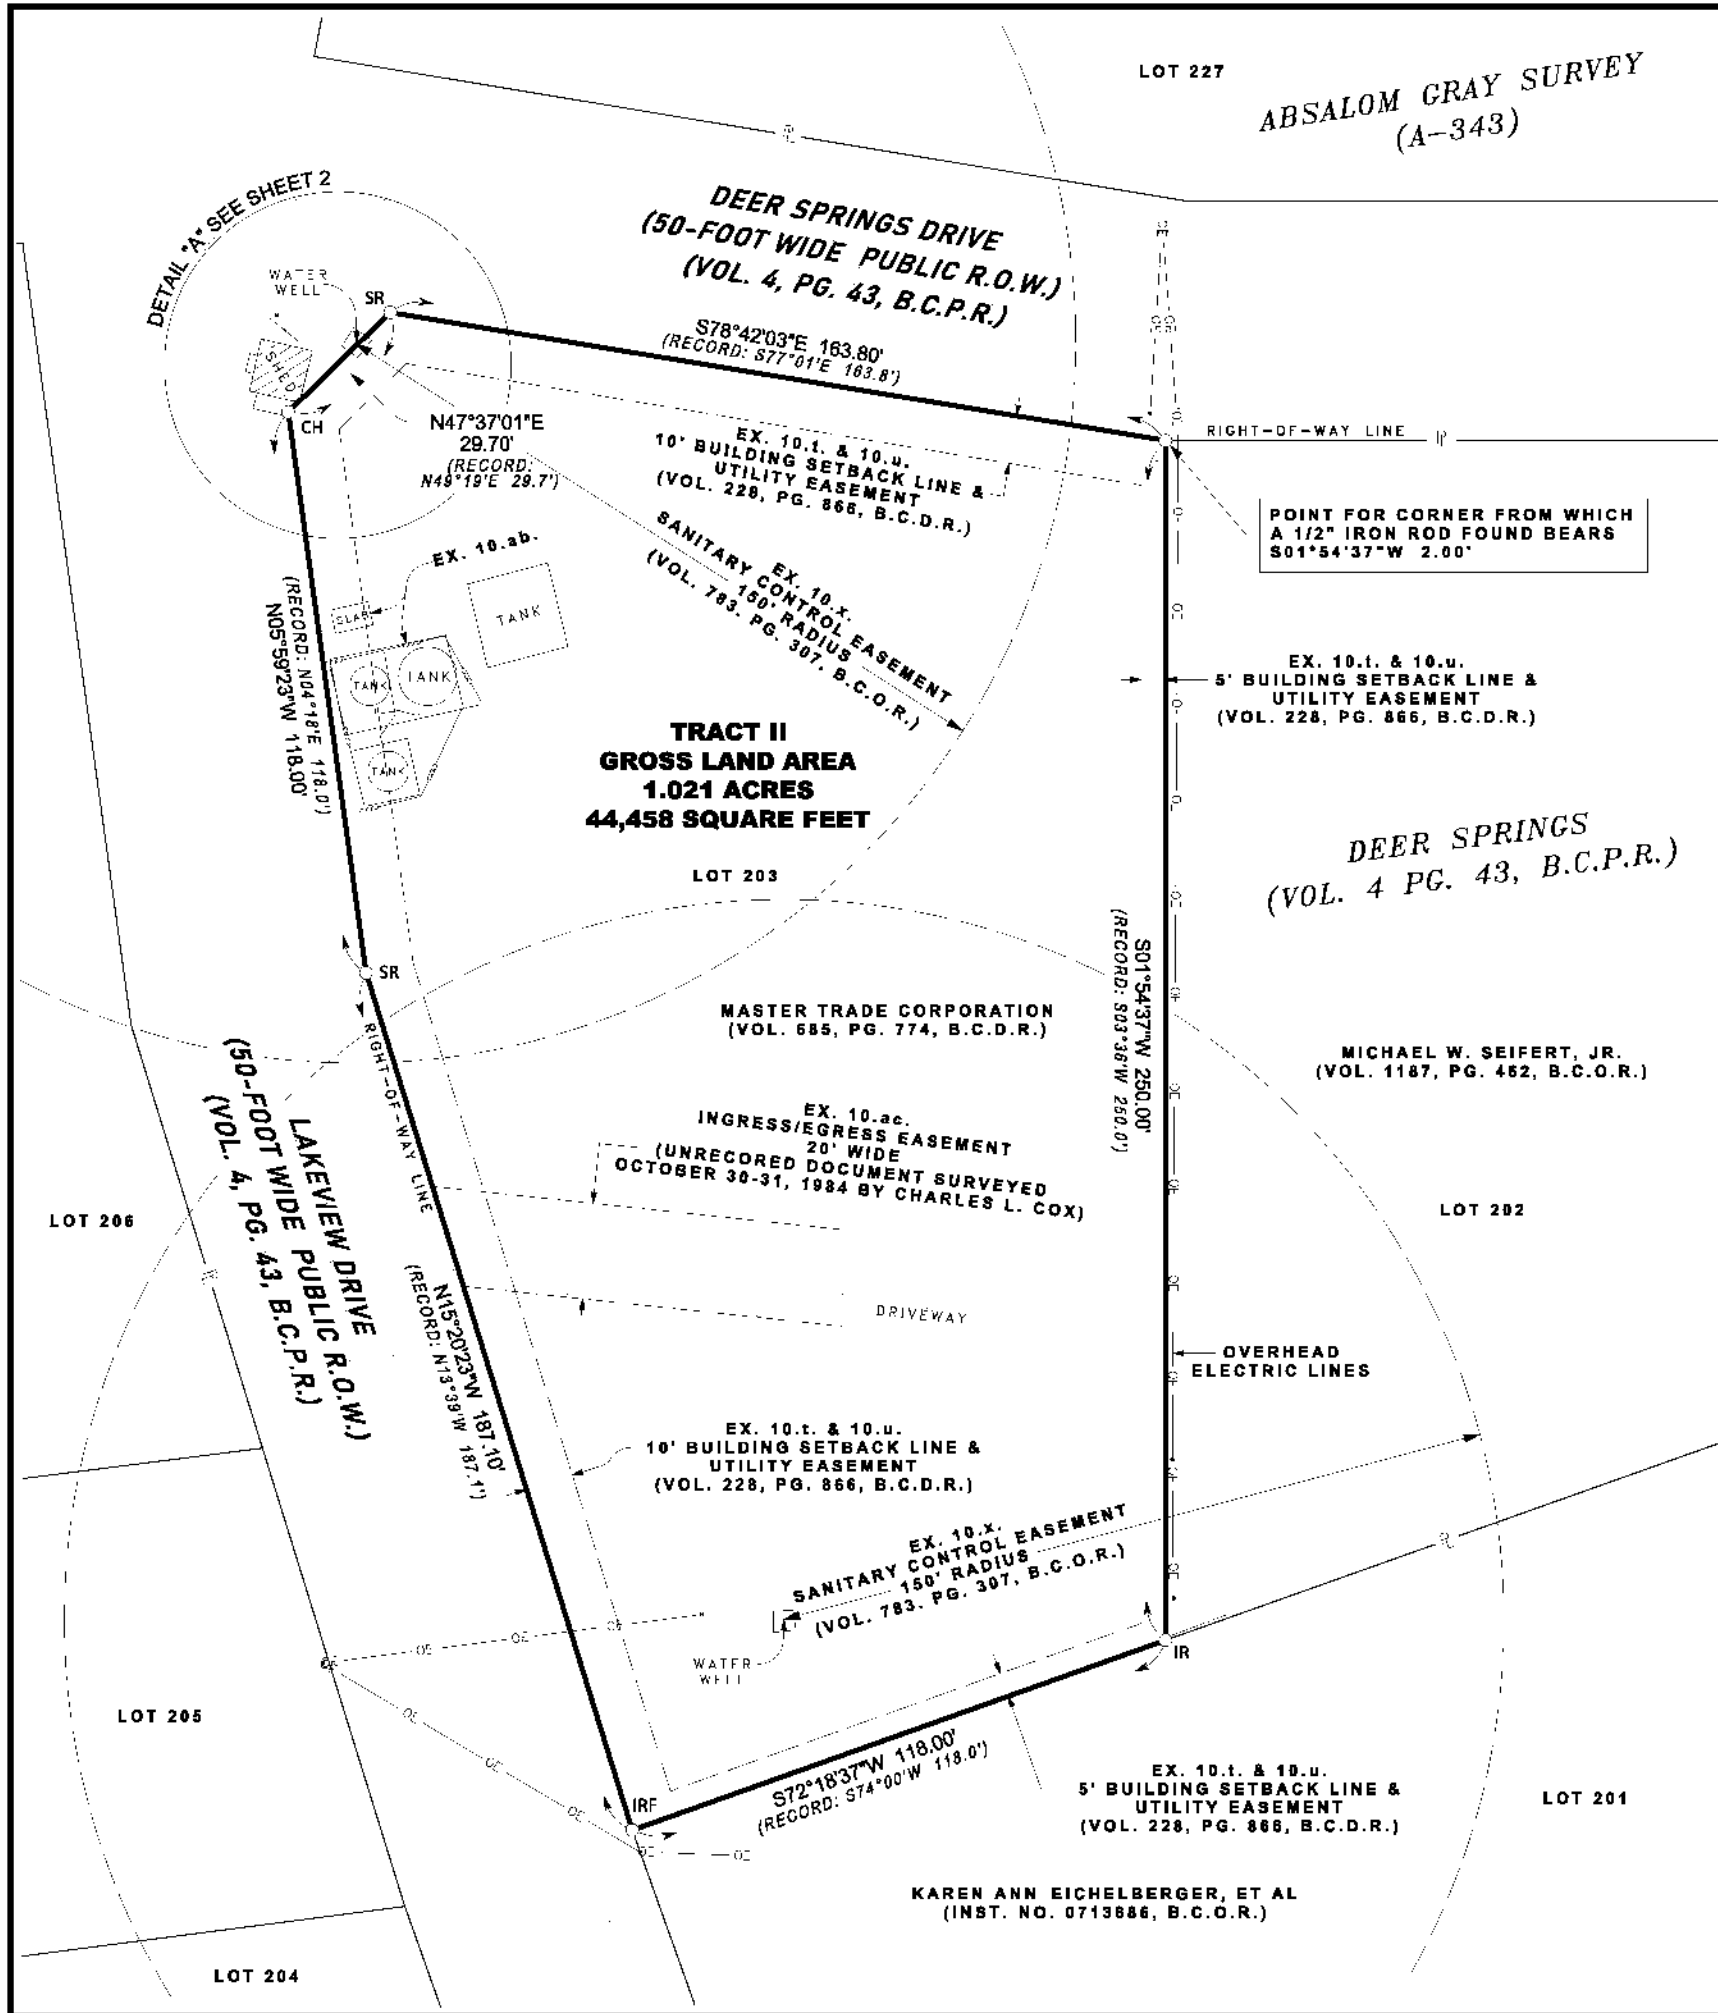 LOT 227
ABSALOM GRAY SURVEY
(A-343)
DETAIL "A" SEE SHEET 2
DEER SPRINGS DRIVE
(50-FOOT WIDE PUBLIC R.O.W.)
(VOL. 4, PG. 43, B.C.P.R.)
WATER
WELL
SR
SHED
CH
S78°42'03"E 163.80'
(RECORD: S77°01'E 163.8')
N47°37'01"E
29.70'
(RECORD:
N49°19'E 29.7')
EX. 10.t. & 10.u.
10' BUILDING SETBACK LINE &
UTILITY EASEMENT
(VOL. 228, PG. 866, B.C.D.R.)
RIGHT-OF-WAY LINE
POINT FOR CORNER FROM WHICH
A 1/2" IRON ROD FOUND BEARS
S01°54'37"W 2.00'
EX. 10.x.
SANITARY CONTROL EASEMENT
150' RADIUS
(VOL. 783. PG. 307. B.C.O.R.)
EX. 10.ab.
SLAB
TANK
TANK
TANK
TANK
(RECORD: N04°18'E 118.0')
N05°59'23"W 118.00'
EX. 10.t. & 10.u.
5' BUILDING SETBACK LINE &
UTILITY EASEMENT
(VOL. 228, PG. 866, B.C.D.R.)
TRACT II
GROSS LAND AREA
1.021 ACRES
44,458 SQUARE FEET
LOT 203
DEER SPRINGS
(VOL. 4 PG. 43, B.C.P.R.)
S01°54'37"W 250.00'
(RECORD: S03°36'W 250.0')
SR
MASTER TRADE CORPORATION
(VOL. 685, PG. 774, B.C.D.R.)
MICHAEL W. SEIFERT, JR.
(VOL. 1187, PG. 462, B.C.O.R.)
RIGHT-OF-WAY LINE
LAKEVIEW DRIVE
(50-FOOT WIDE PUBLIC R.O.W.)
(VOL. 4, PG. 43, B.C.P.R.)
EX. 10.ac.
INGRESS/EGRESS EASEMENT
20' WIDE
(UNRECORED DOCUMENT SURVEYED
OCTOBER 30-31, 1984 BY CHARLES L. COX)
LOT 206
LOT 202
DRIVEWAY
N15°20'23"W 187.10'
(RECORD: N13°39'W 187.1')
OVERHEAD
ELECTRIC LINES
EX. 10.t. & 10.u.
10' BUILDING SETBACK LINE &
UTILITY EASEMENT
(VOL. 228, PG. 866, B.C.D.R.)
EX. 10.x.
SANITARY CONTROL EASEMENT
150' RADIUS
(VOL. 783. PG. 307, B.C.O.R.)
WATER
WELL
IR
LOT 205
S72°18'37"W 118.00'
(RECORD: S74°00'W 118.0')
IRF
EX. 10.t. & 10.u.
5' BUILDING SETBACK LINE &
UTILITY EASEMENT
(VOL. 228, PG. 866, B.C.D.R.)
LOT 201
KAREN ANN EICHELBERGER, ET AL
(INST. NO. 0713686, B.C.O.R.)
LOT 204